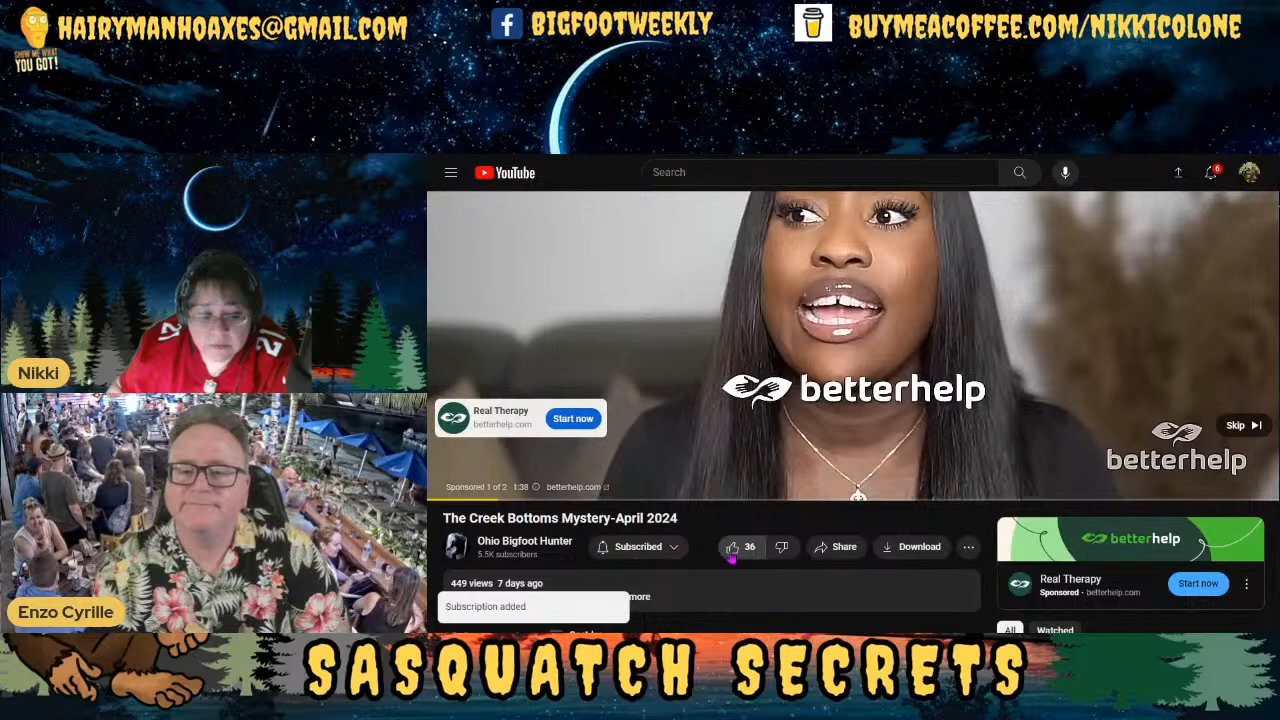 HAIRYMANHOAXES@GMAIL.COM
SHOW ME WHAT
YOU GOT!
BIGFOOTWEEKLY
BUYMEACOFFEE.COM/NIKKICOLONE
YouTube
Search
6
21
21
Nikki
betterhelp
Real Therapy
betterhelp.com
Start now
Skip
betterhelp
Sponsored 1 of 2 · 1:38
betterhelp.com
The Creek Bottoms Mystery-April 2024
Ohio Bigfoot Hunter
5.5K subscribers
Subscribed
36
Share
Download
449 views 7 days ago
more
Subscription added
betterhelp
Real Therapy
Sponsored · betterhelp.com
Start now
All
Watched
Enzo Cyrille
SASQUATCH SECRETS